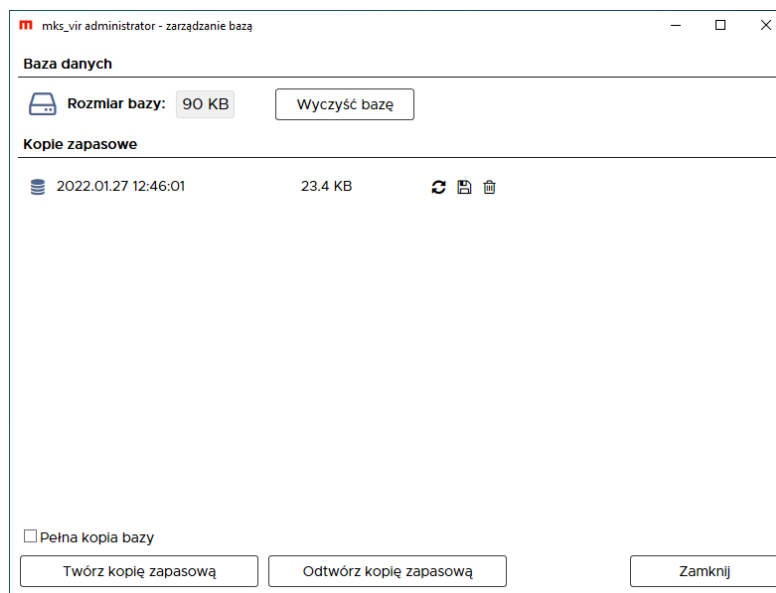 mks_vir administrator - zarządzanie bazą
Baza danych
Rozmiar bazy: 90 KB Wyczyść bazę
Kopie zapasowe
2022.01.27 12:46:01 23.4 KB
Pełna kopia bazy
Twórz kopię zapasową Odtwórz kopię zapasową Zamknij